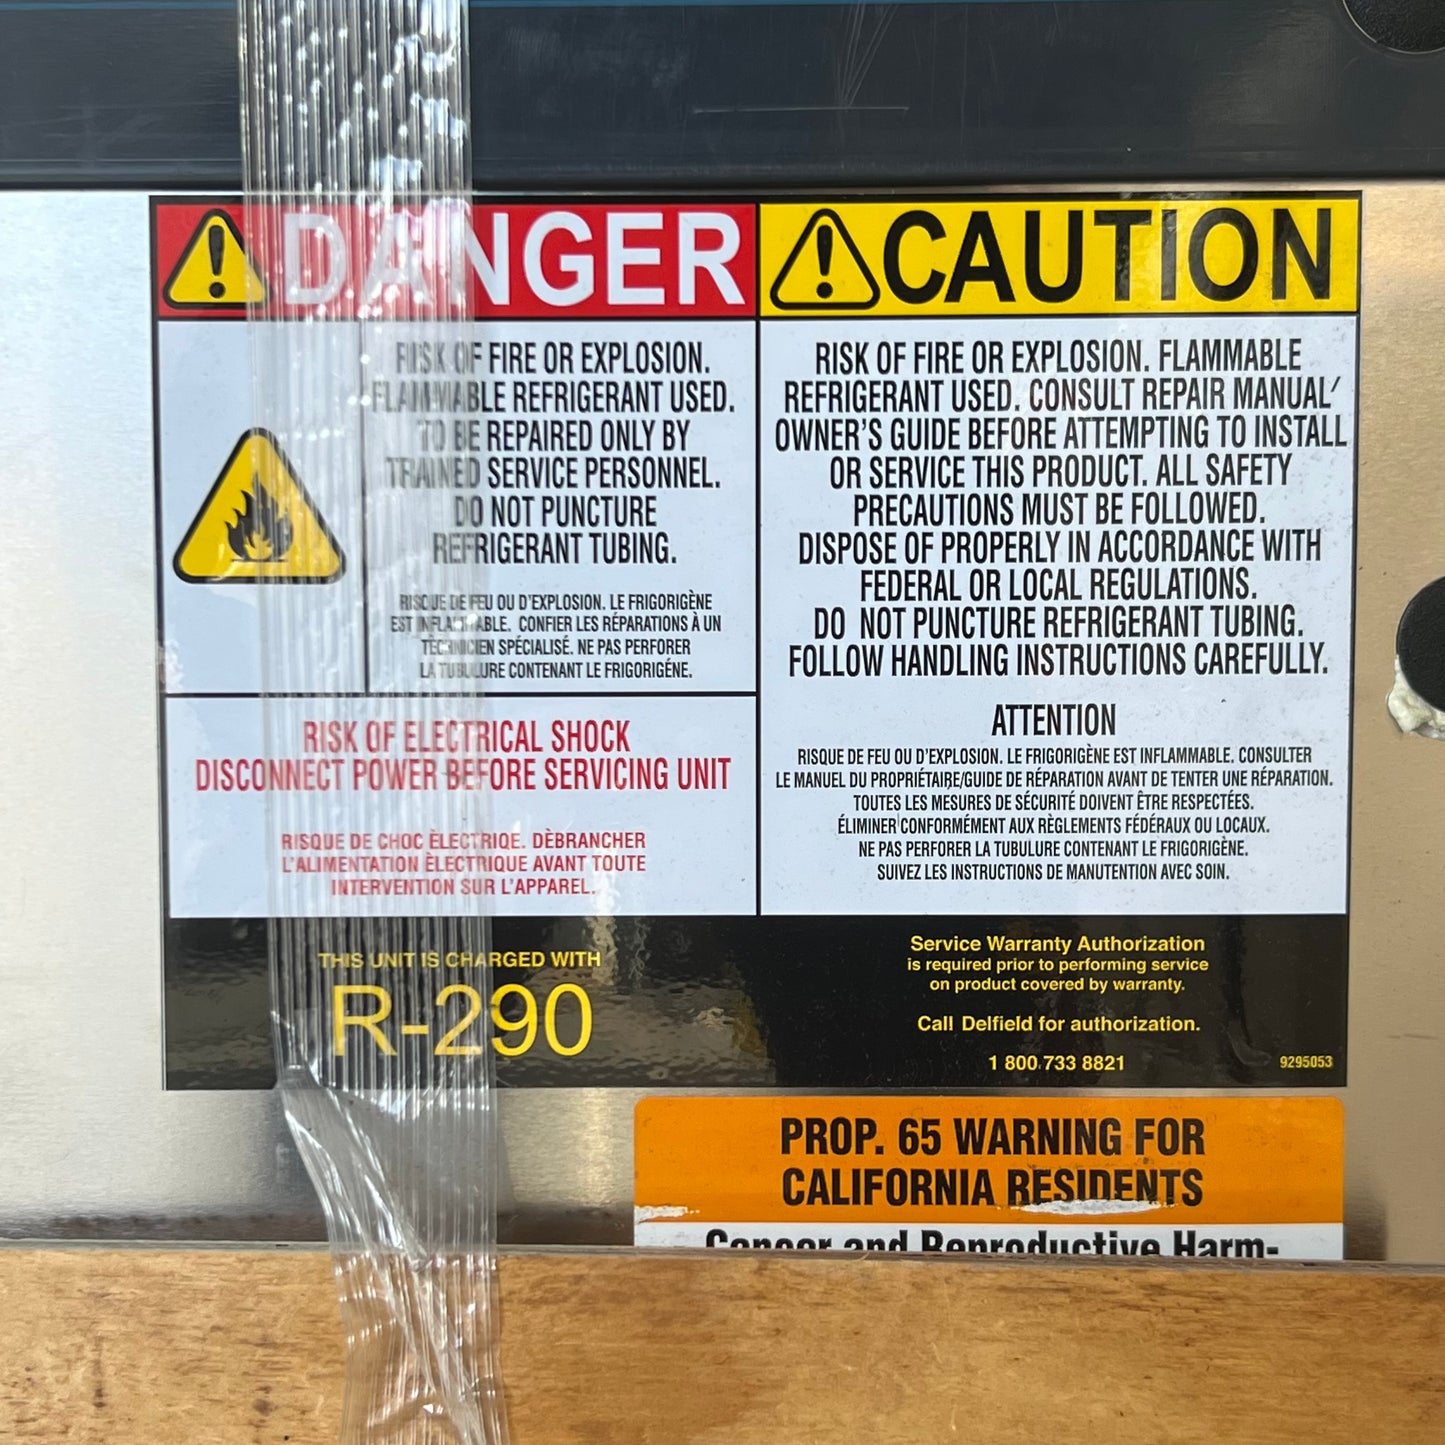 DANGER
RISK OF FIRE OR EXPLOSION.
FLAMMABLE REFRIGERANT USED.
TO BE REPAIRED ONLY BY
TRAINED SERVICE PERSONNEL.
DO NOT PUNCTURE
REFRIGERANT TUBING.
RISQUE DE FEU OU D'EXPLOSION. LE FRIGORIGÈNE
EST INFLAMMABLE. CONFIER LES RÉPARATIONS À UN
TECHNICIEN SPÉCIALISÉ. NE PAS PERFORER
LA TUBULURE CONTENANT LE FRIGORIGÉNE.
RISK OF ELECTRICAL SHOCK
DISCONNECT POWER BEFORE SERVICING UNIT
RISQUE DE CHOC ÈLECTRIQE. DÈBRANCHER
L'ALIMENTATION ÈLECTRIQUE AVANT TOUTE
INTERVENTION SUR L'APPAREL.
CAUTION
RISK OF FIRE OR EXPLOSION. FLAMMABLE
REFRIGERANT USED. CONSULT REPAIR MANUAL/
OWNER'S GUIDE BEFORE ATTEMPTING TO INSTALL
OR SERVICE THIS PRODUCT. ALL SAFETY
PRECAUTIONS MUST BE FOLLOWED.
DISPOSE OF PROPERLY IN ACCORDANCE WITH
FEDERAL OR LOCAL REGULATIONS.
DO NOT PUNCTURE REFRIGERANT TUBING.
FOLLOW HANDLING INSTRUCTIONS CAREFULLY.
ATTENTION
RISQUE DE FEU OU D'EXPLOSION. LE FRIGORIGÈNE EST INFLAMMABLE. CONSULTER
LE MANUEL DU PROPRIÉTAIRE/GUIDE DE RÉPARATION AVANT DE TENTER UNE RÉPARATION.
TOUTES LES MESURES DE SÉCURITÉ DOIVENT ÊTRE RESPECTÉES.
ÉLIMINER CONFORMÉMENT AUX RÈGLEMENTS FÉDÉRAUX OU LOCAUX.
NE PAS PERFORER LA TUBULURE CONTENANT LE FRIGORIGÈNE.
SUIVEZ LES INSTRUCTIONS DE MANUTENTION AVEC SOIN.
THIS UNIT IS CHARGED WITH
R-290
Service Warranty Authorization
is required prior to performing service
on product covered by warranty.
Call Delfield for authorization.
1 800 733 8821
9295053
PROP. 65 WARNING FOR
CALIFORNIA RESIDENTS
Cancer and Reproductive Harm-